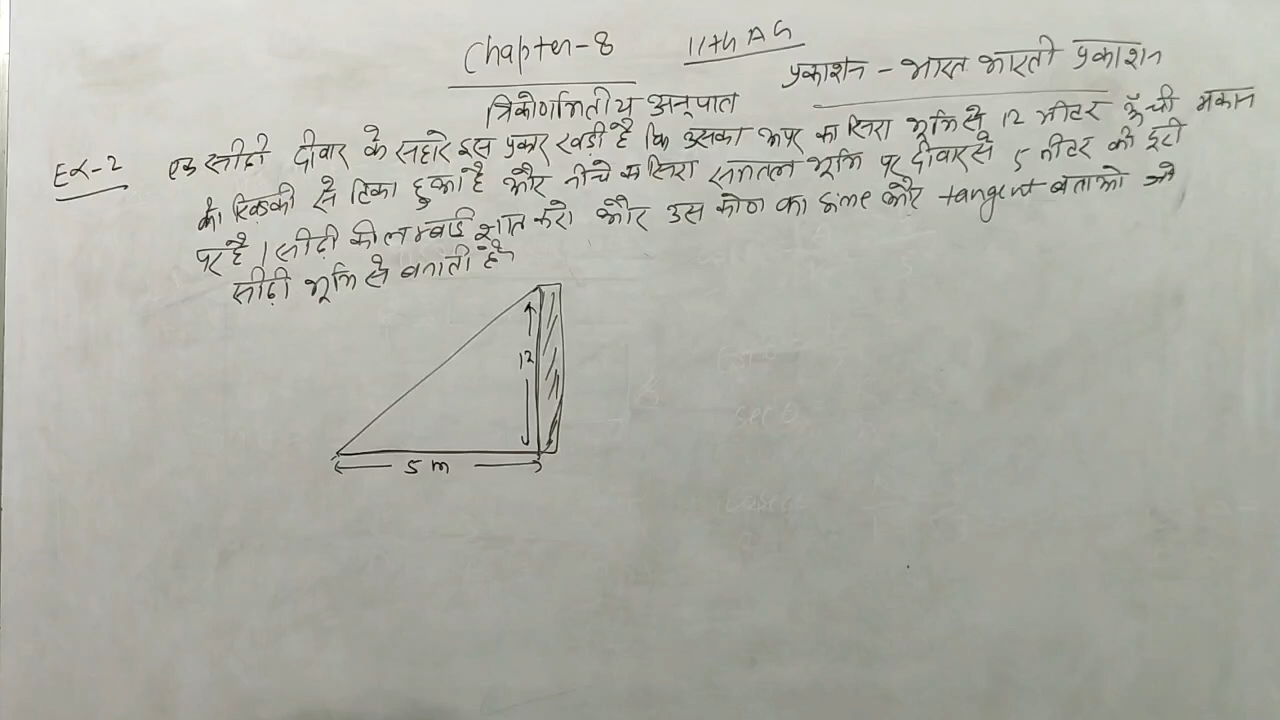 Chapter-8
11th AG
प्रकाशन - भारत भारती प्रकाशन
त्रिकोणमितीय अनुपात
Ex-2 एक सीढी दीवार के सहारे इस प्रकार रखडी है कि उसका ऊपर का सिरा भूमि से 12 मीटर ऊँची मकान
की खिडकी से टिका हुआ है और नीचे का सिरा समतल भूमि पर दीवार से 5 मीटर की दूरी
पर है । सीढ़ी की लम्बाई ज्ञात करो और उस कोण का sine और tangent बताओ जो
सीढ़ी भूमि से बनाती है
12
5 m